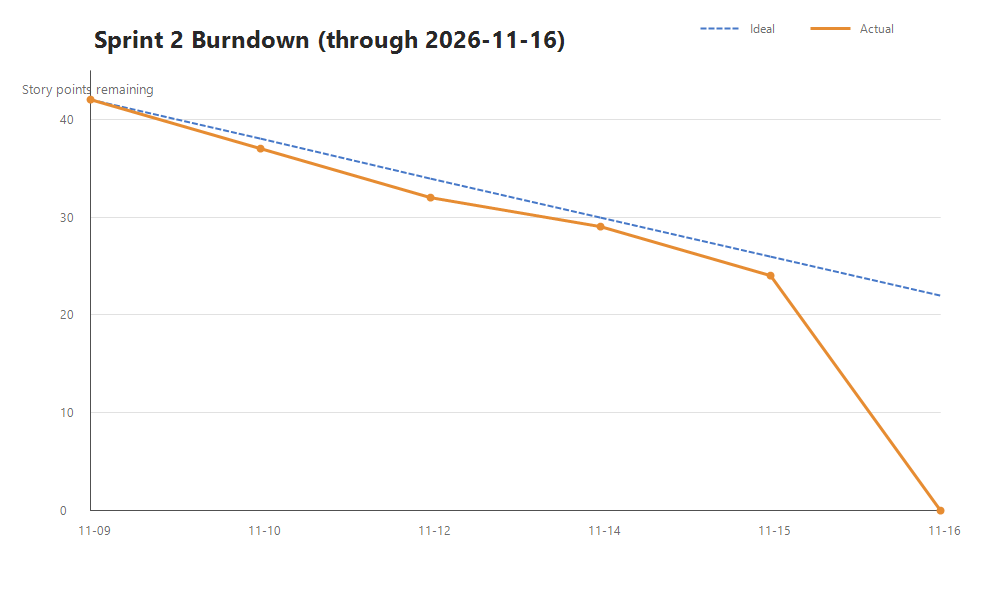 Sprint 2 Burndown (through 2026-11-16)
Ideal
Actual
Story points remaining
40
30
20
10
0
11-09
11-10
11-12
11-14
11-15
11-16